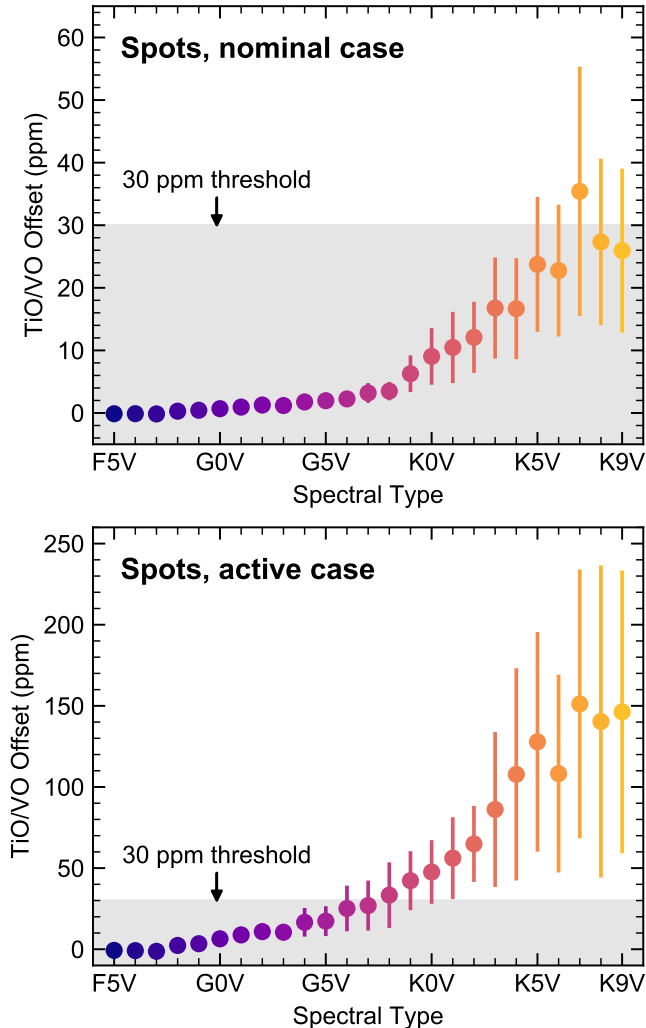 Spots, nominal case
60
50
40
30
20
10
0
TiO/VO Offset (ppm)
30 ppm threshold
F5V G0V G5V K0V K5V K9V
Spectral Type
Spots, active case
250
200
150
100
50
0
TiO/VO Offset (ppm)
30 ppm threshold
F5V G0V G5V K0V K5V K9V
Spectral Type